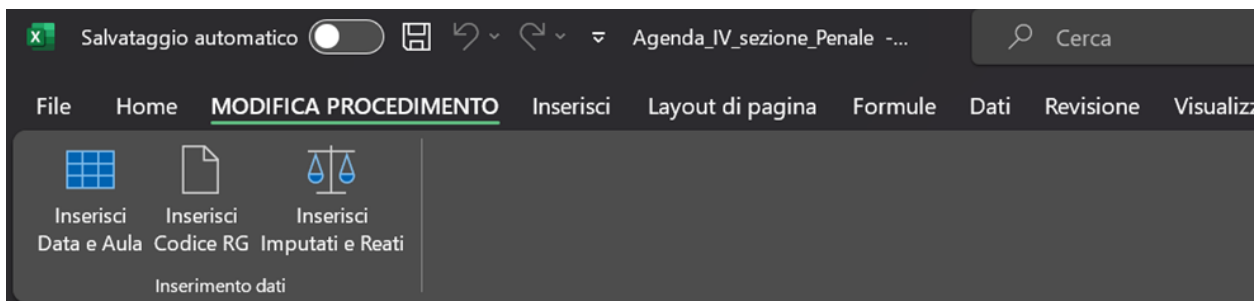 Salvataggio automatico Agenda_IV_sezione_Penale -... Cerca
File Home MODIFICA PROCEDIMENTO Inserisci Layout di pagina Formule Dati Revisione Visualizz
Inserisci Inserisci Inserisci
Data e Aula Codice RG Imputati e Reati
Inserimento dati